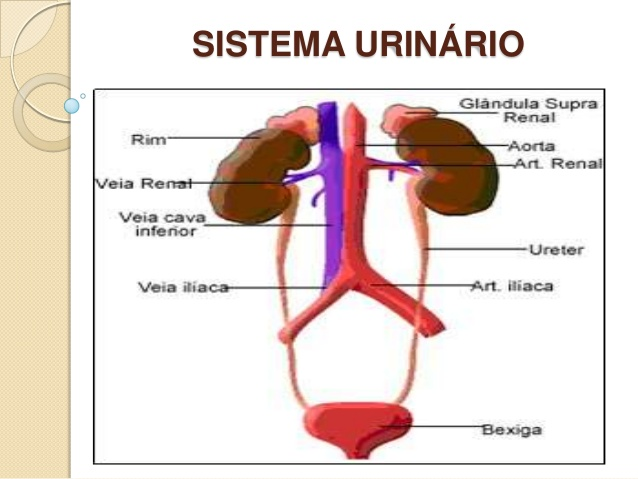 SISTEMA URINÁRIO
Glândula Supra
Renal
Rim
Aorta
Art. Renal
Veia Renal
Veia cava
inferior
Ureter
Veia ilíaca
Art. ilíaca
Bexiga